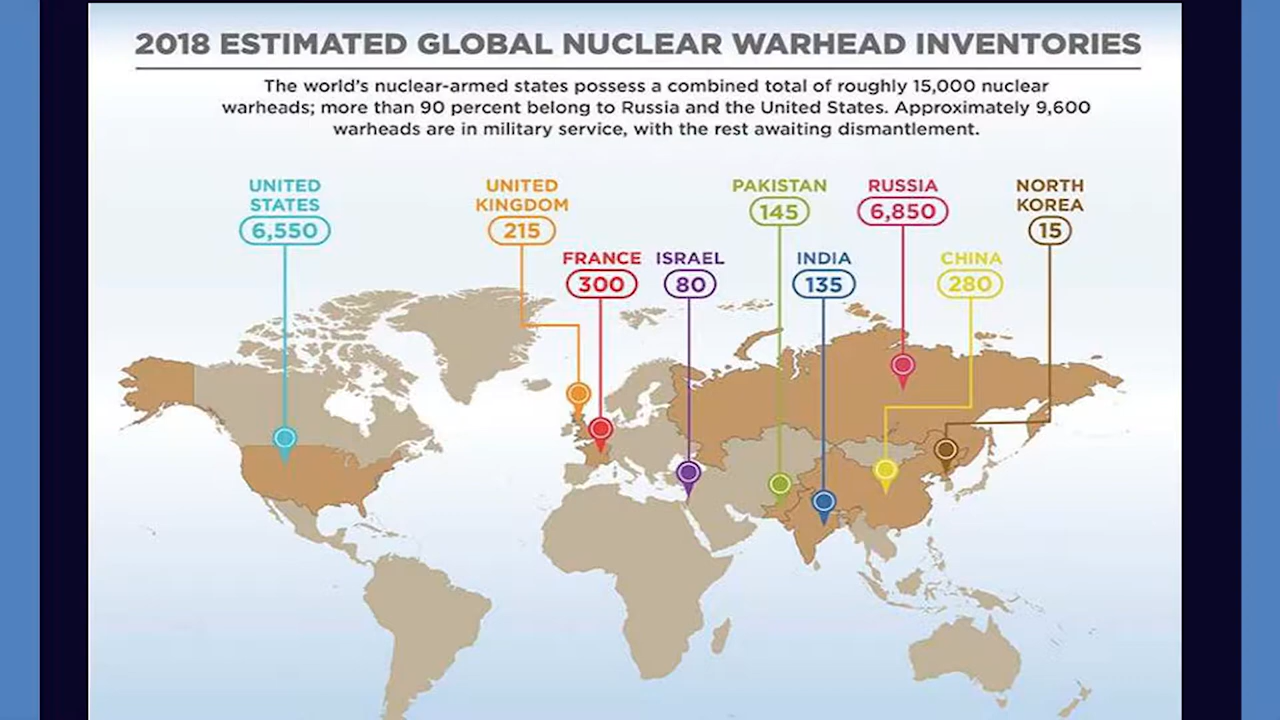 2018 ESTIMATED GLOBAL NUCLEAR WARHEAD INVENTORIES
The world's nuclear-armed states possess a combined total of roughly 15,000 nuclear
warheads; more than 90 percent belong to Russia and the United States. Approximately 9,600
warheads are in military service, with the rest awaiting dismantlement.
UNITED
STATES
6,550
UNITED
KINGDOM
215
FRANCE
300
ISRAEL
80
PAKISTAN
145
INDIA
135
RUSSIA
6,850
CHINA
280
NORTH
KOREA
15